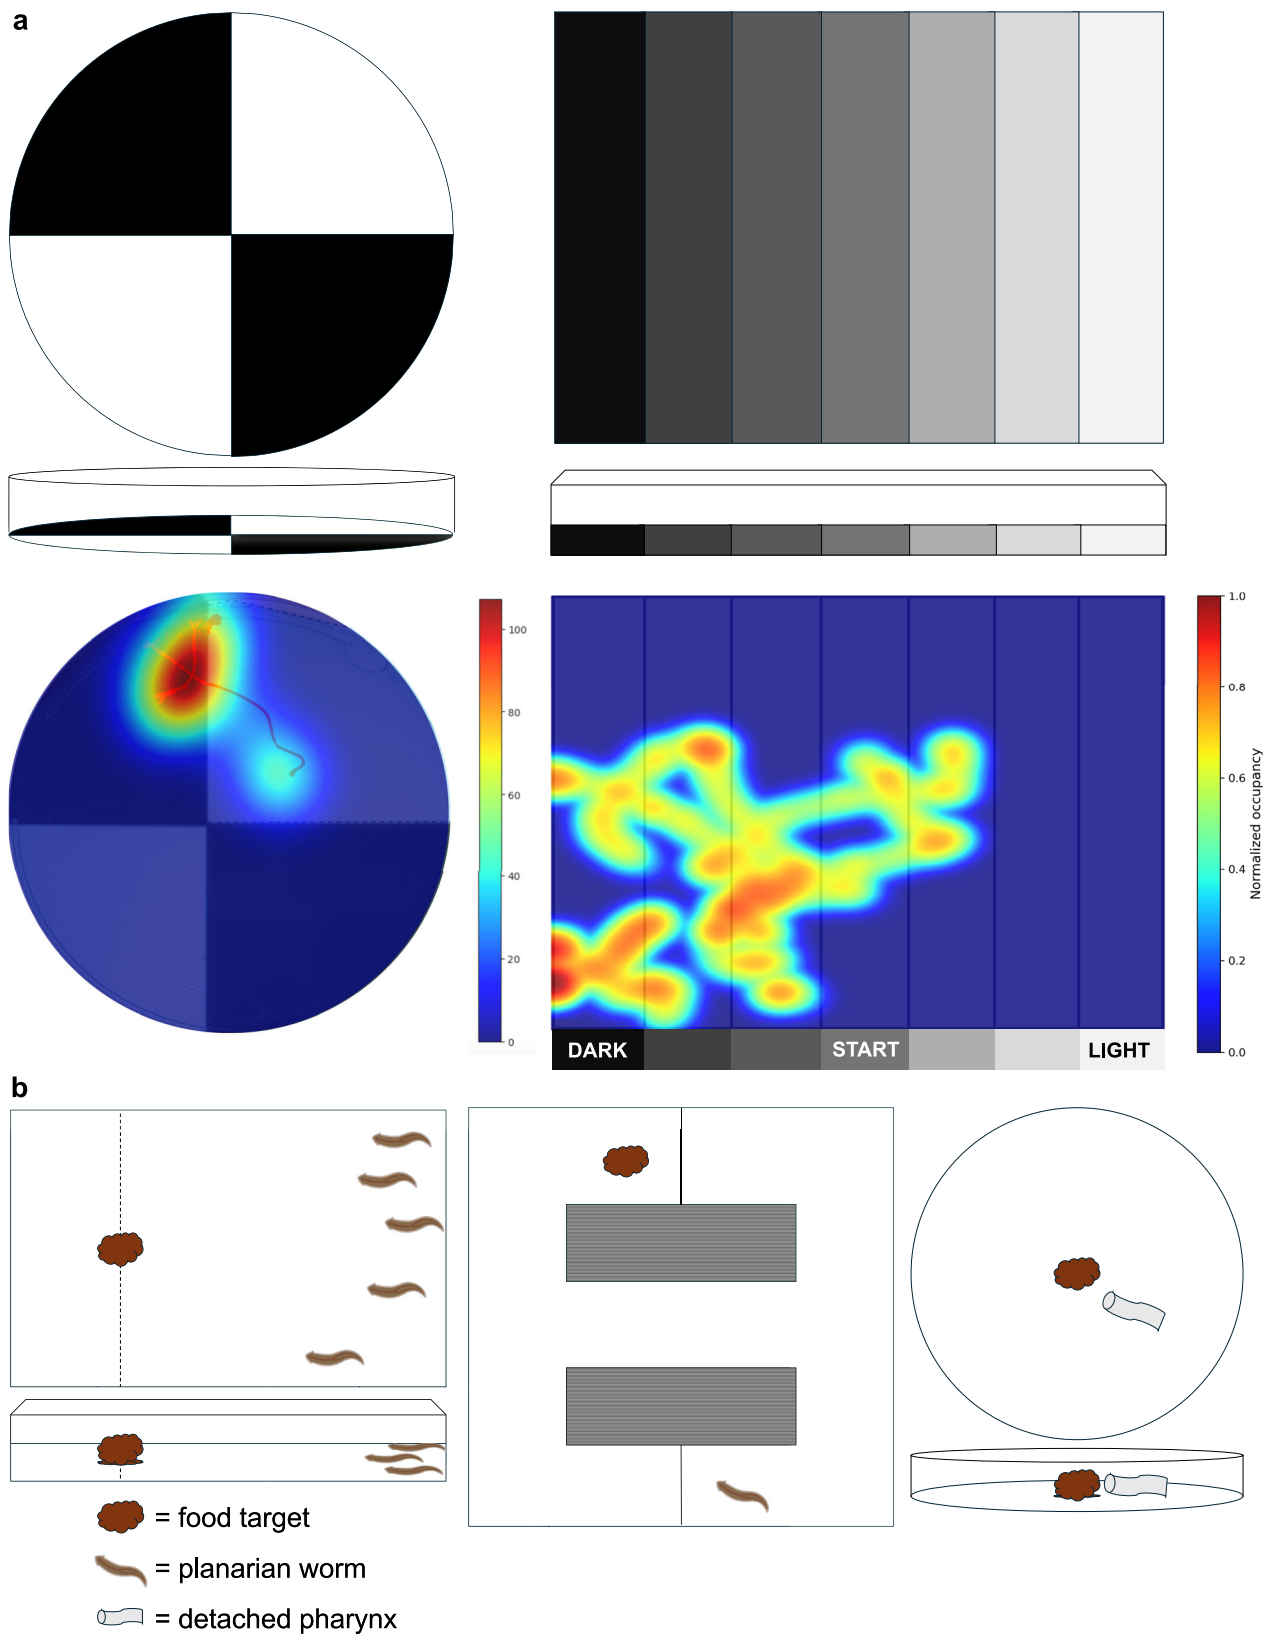 a
100
80
60
40
20
0
1.0
0.8
0.6
0.4
0.2
0.0
Normalized occupancy
DARK START LIGHT
b
= food target
= planarian worm
= detached pharynx